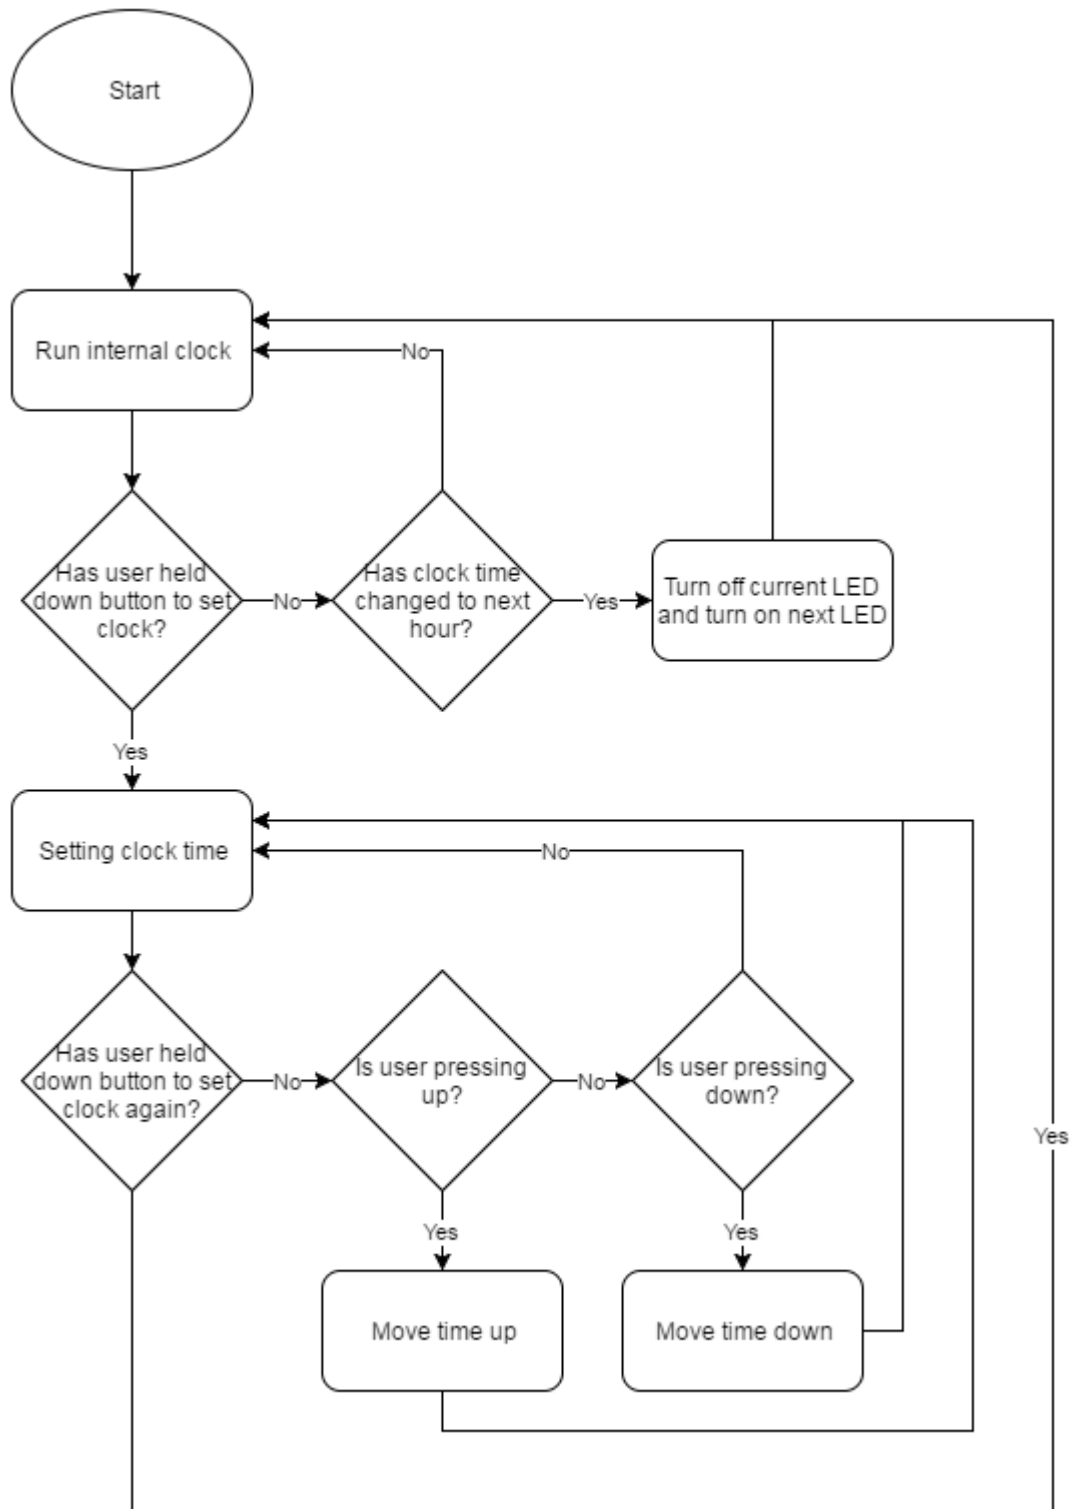 Start
Run internal clock
No
Has user held
down button to set
clock?
No
Has clock time
changed to next
hour?
Yes
Turn off current LED
and turn on next LED
Yes
Setting clock time
No
Has user held
down button to set
clock again?
No
Is user pressing
up?
No
Is user pressing
down?
Yes
Yes
Yes
Move time up
Move time down